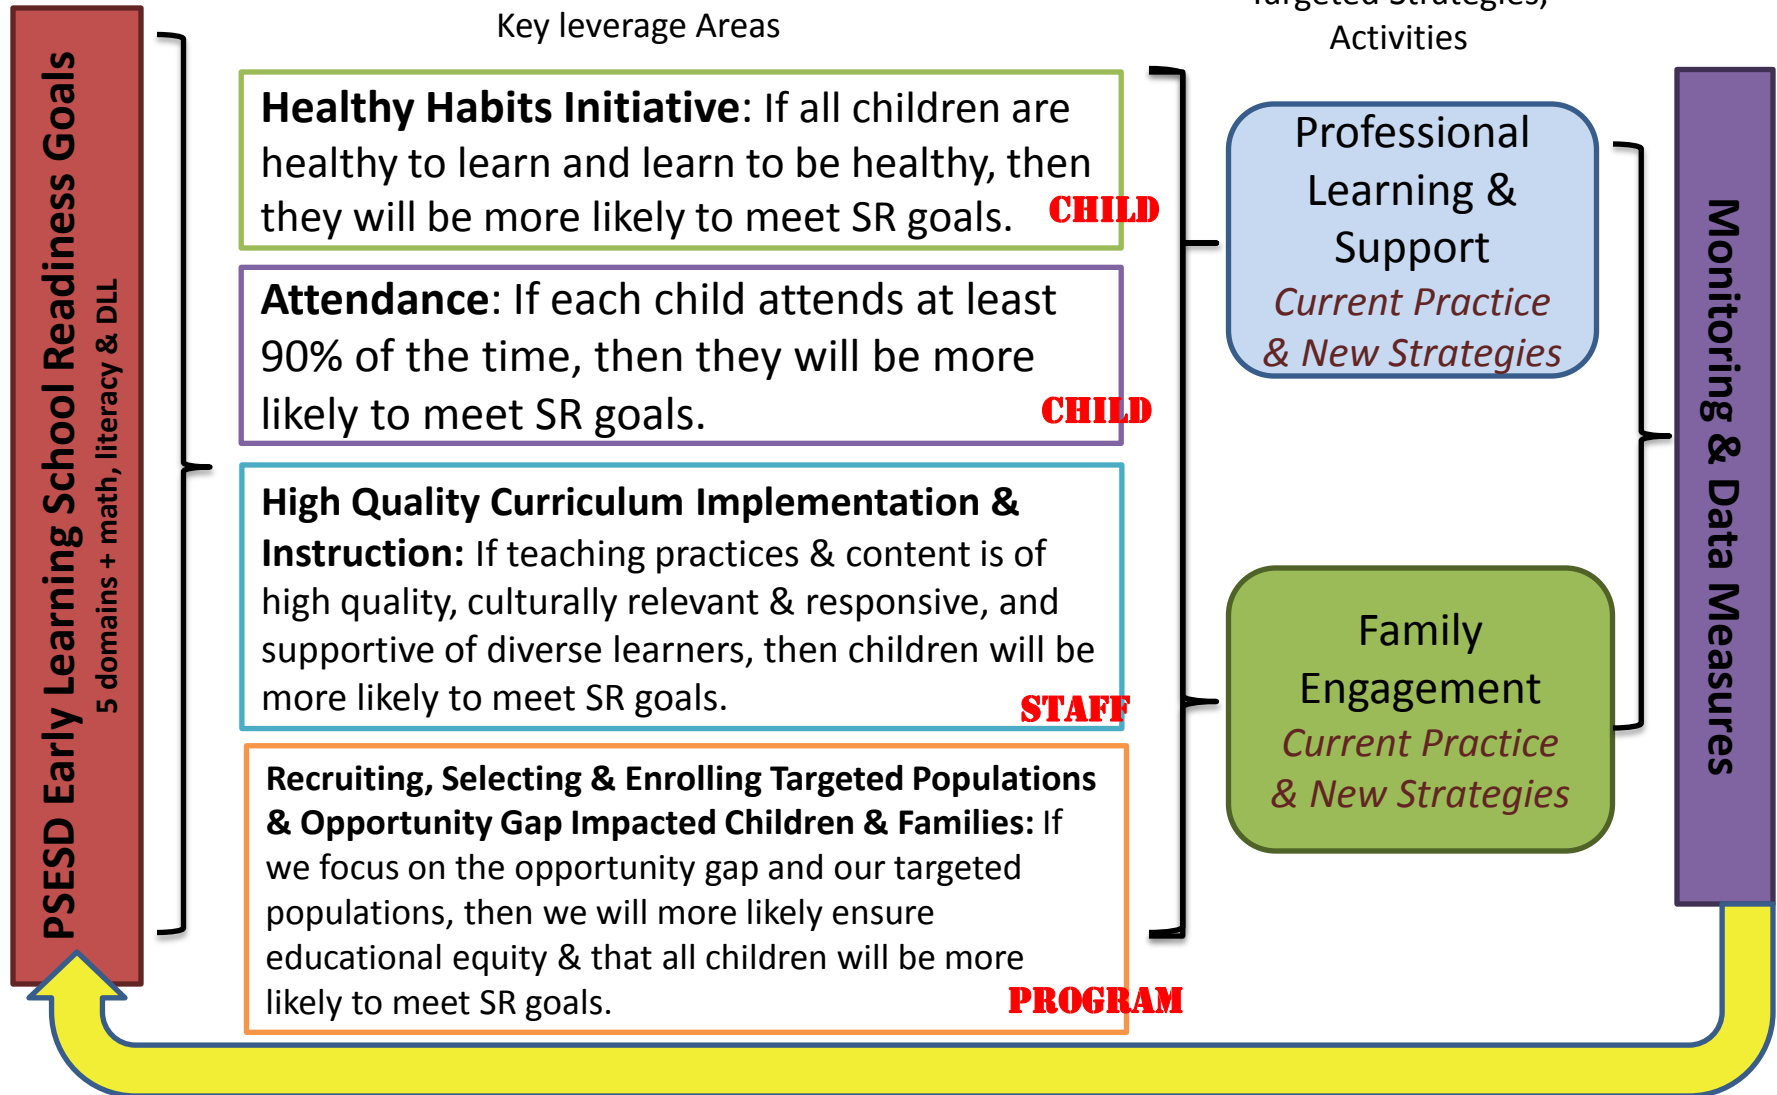 PSESD Early Learning School Readiness Goals
5 domains + math, literacy & DLL
Key leverage Areas
Healthy Habits Initiative: If all children are
healthy to learn and learn to be healthy, then
they will be more likely to meet SR goals.
CHILD
Attendance: If each child attends at least
90% of the time, then they will be more
likely to meet SR goals.
CHILD
High Quality Curriculum Implementation &
Instruction: If teaching practices & content is of
high quality, culturally relevant & responsive, and
supportive of diverse learners, then children will be
more likely to meet SR goals.
STAFF
Recruiting, Selecting & Enrolling Targeted Populations
& Opportunity Gap Impacted Children & Families: If
we focus on the opportunity gap and our targeted
populations, then we will more likely ensure
educational equity & that all children will be more
likely to meet SR goals.
PROGRAM
Targeted Strategies,
Activities
Professional
Learning &
Support
Current Practice
& New Strategies
Family
Engagement
Current Practice
& New Strategies
Monitoring & Data Measures